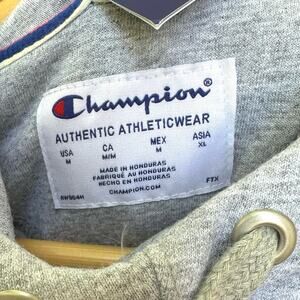 Champion®
AUTHENTIC ATHLETICWEAR
USA CA MEX ASIA
M M/M M XL
MADE IN HONDURAS
FABRIQUÉ AU HONDURAS
HECHO EN HONDURAS
CHAMPION.COM
FTX